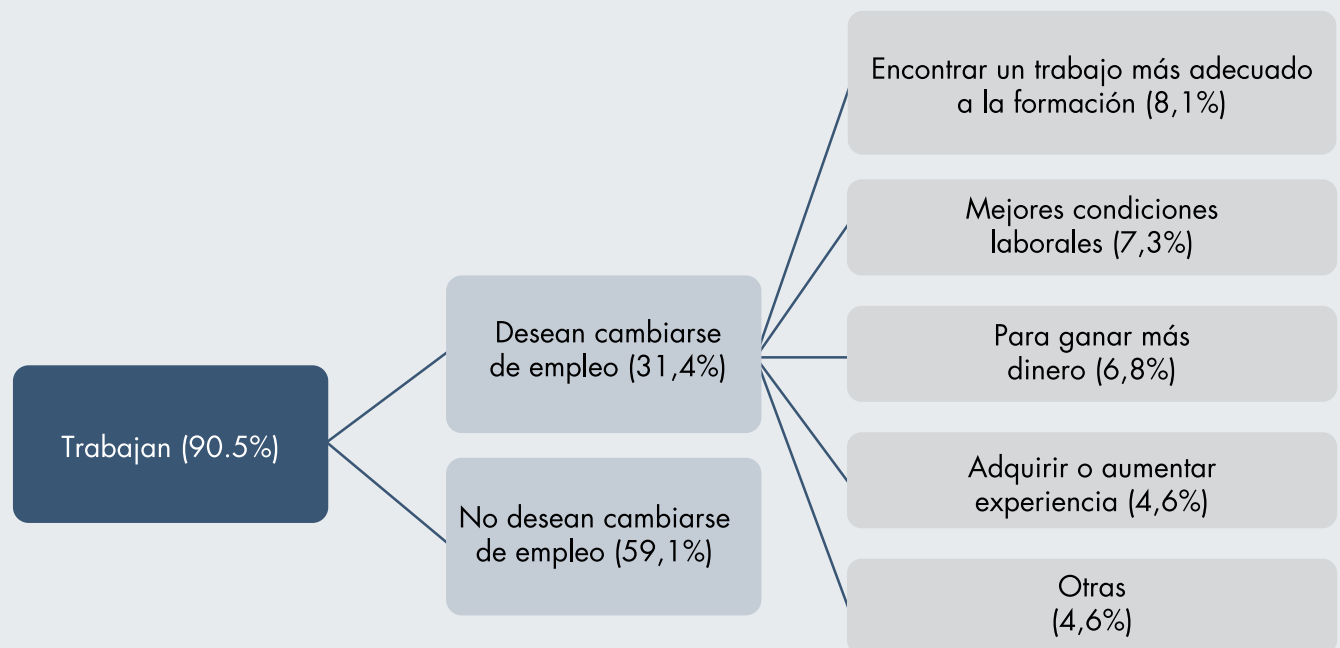 Trabajan (90.5%)
Desean cambiarse
de empleo (31,4%)
No desean cambiarse
de empleo (59,1%)
Encontrar un trabajo más adecuado
a la formación (8,1%)
Mejores condiciones
laborales (7,3%)
Para ganar más
dinero (6,8%)
Adquirir o aumentar
experiencia (4,6%)
Otras
(4,6%)